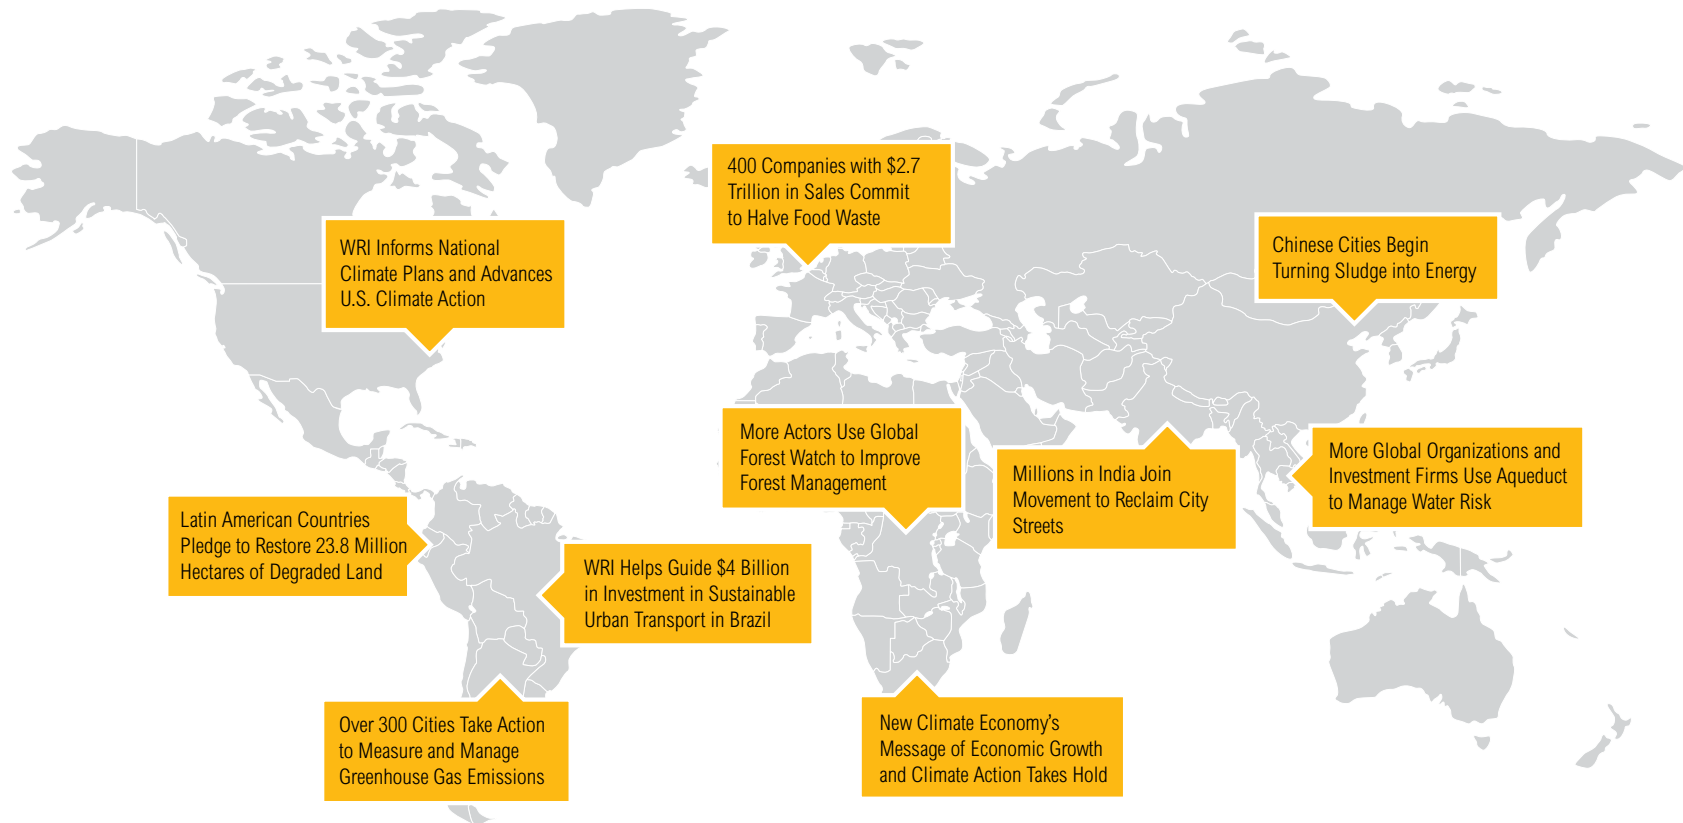 400 Companies with $2.7
Trillion in Sales Commit
to Halve Food Waste
WRI Informs National
Climate Plans and Advances
U.S. Climate Action
Chinese Cities Begin
Turning Sludge into Energy
More Actors Use Global
Forest Watch to Improve
Forest Management
Millions in India Join
Movement to Reclaim City
Streets
More Global Organizations and
Investment Firms Use Aqueduct
to Manage Water Risk
Latin American Countries
Pledge to Restore 23.8 Million
Hectares of Degraded Land
WRI Helps Guide $4 Billion
in Investment in Sustainable
Urban Transport in Brazil
Over 300 Cities Take Action
to Measure and Manage
Greenhouse Gas Emissions
New Climate Economy’s
Message of Economic Growth
and Climate Action Takes Hold